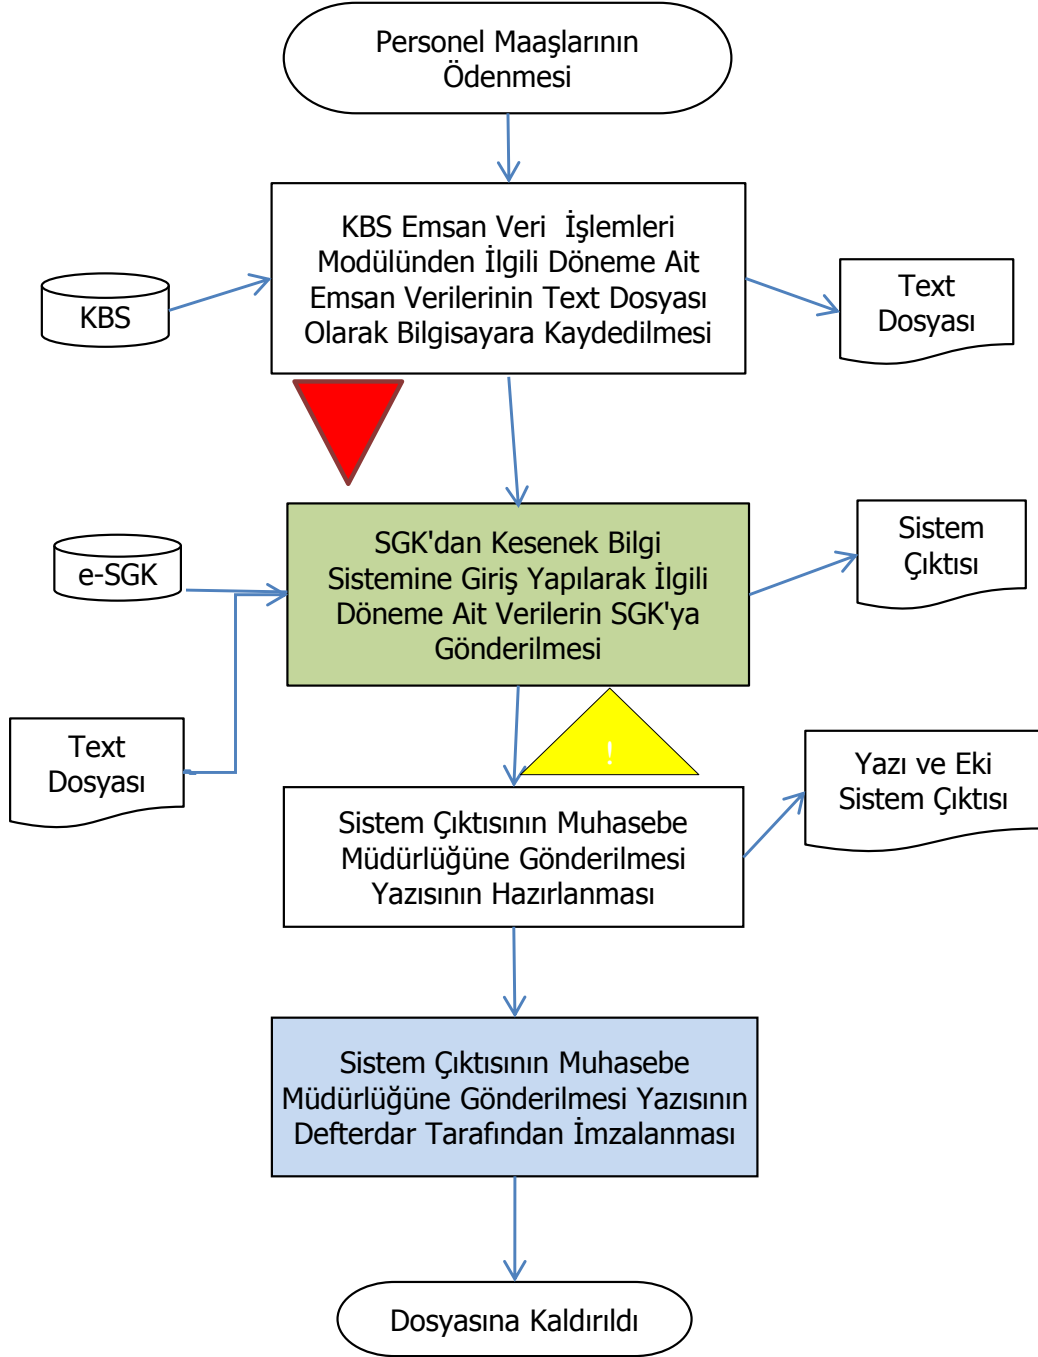 Personel Maaşlarının
Ödenmesi
KBS Emsan Veri  İşlemleri
Modülünden İlgili Döneme Ait
Emsan Verilerinin Text Dosyası
Olarak Bilgisayara Kaydedilmesi
KBS
Text
Dosyası
SGK'dan Kesenek Bilgi
Sistemine Giriş Yapılarak İlgili
Döneme Ait Verilerin SGK'ya
Gönderilmesi
e-SGK
Sistem
Çıktısı
Text
Dosyası
!
Yazı ve Eki
Sistem Çıktısı
Sistem Çıktısının Muhasebe
Müdürlüğüne Gönderilmesi
Yazısının Hazırlanması
Sistem Çıktısının Muhasebe
Müdürlüğüne Gönderilmesi Yazısının
Defterdar Tarafından İmzalanması
Dosyasına Kaldırıldı